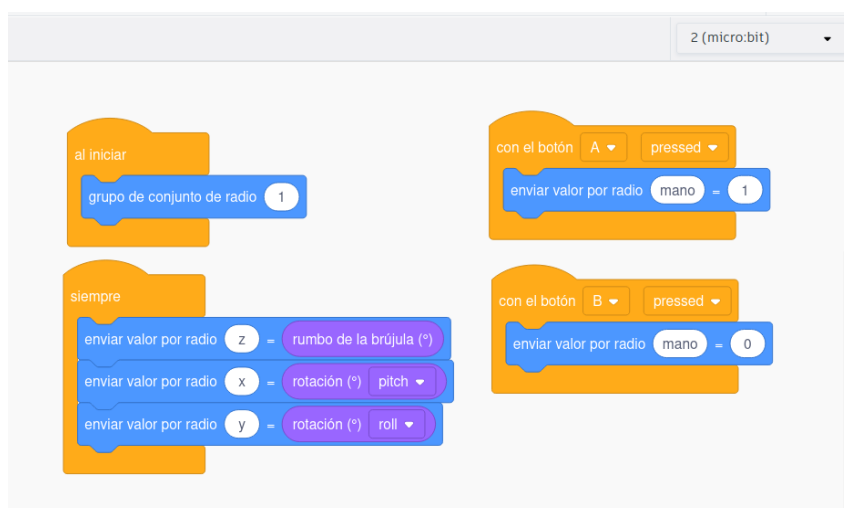 2 (micro:bit)
al iniciar
grupo de conjunto de radio 1
siempre
enviar valor por radio z = rumbo de la brújula (°)
enviar valor por radio x = rotación (°) pitch
enviar valor por radio y = rotación (°) roll
con el botón A pressed
enviar valor por radio mano = 1
con el botón B pressed
enviar valor por radio mano = 0